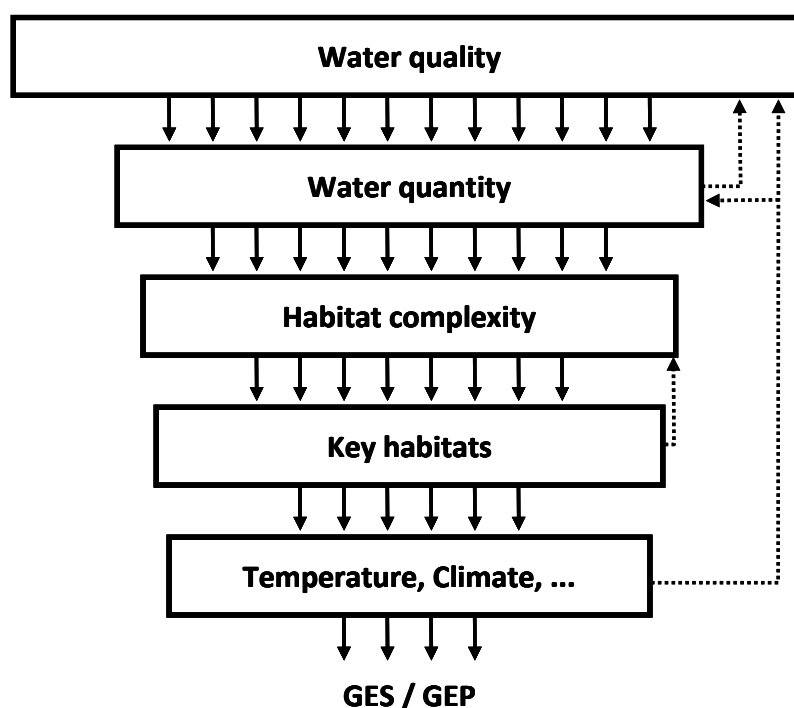 Water quality
Water quantity
Habitat complexity
Key habitats
Temperature, Climate, ...
GES / GEP